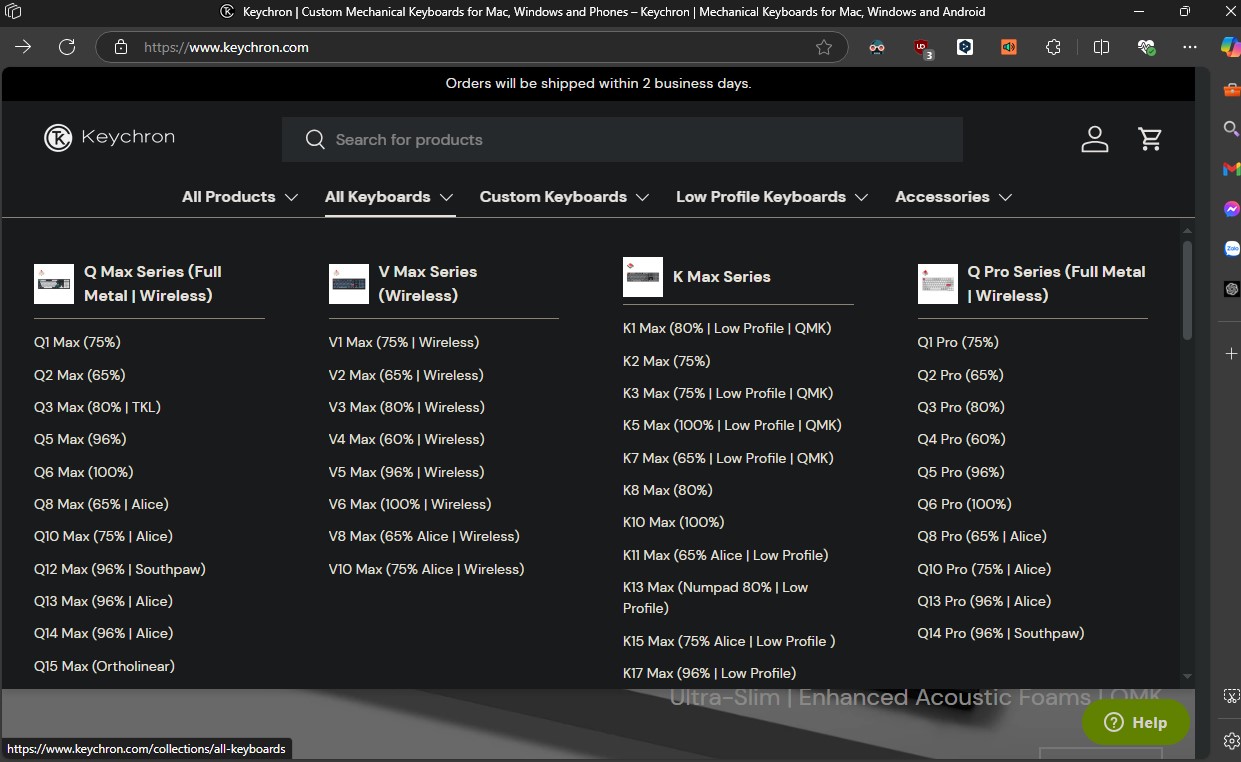 Keychron | Custom Mechanical Keyboards for Mac, Windows and Phones – Keychron | Mechanical Keyboards for Mac, Windows and Android
https://www.keychron.com
UD
3
Orders will be shipped within 2 business days.
Keychron
Search for products
All Products
All Keyboards
Custom Keyboards
Low Profile Keyboards
Accessories
Zalo
Q Max Series (Full
Metal | Wireless)
Q1 Max (75%)
Q2 Max (65%)
Q3 Max (80% | TKL)
Q5 Max (96%)
Q6 Max (100%)
Q8 Max (65% | Alice)
Q10 Max (75% | Alice)
Q12 Max (96% | Southpaw)
Q13 Max (96% | Alice)
Q14 Max (96% | Alice)
Q15 Max (Ortholinear)
V Max Series
(Wireless)
V1 Max (75% | Wireless)
V2 Max (65% | Wireless)
V3 Max (80% | Wireless)
V4 Max (60% | Wireless)
V5 Max (96% | Wireless)
V6 Max (100% | Wireless)
V8 Max (65% Alice | Wireless)
V10 Max (75% Alice | Wireless)
K Max Series
K1 Max (80% | Low Profile | QMK)
K2 Max (75%)
K3 Max (75% | Low Profile | QMK)
K5 Max (100% | Low Profile | QMK)
K7 Max (65% | Low Profile | QMK)
K8 Max (80%)
K10 Max (100%)
K11 Max (65% Alice | Low Profile)
K13 Max (Numpad 80% | Low
Profile)
K15 Max (75% Alice | Low Profile )
K17 Max (96% | Low Profile)
Q Pro Series (Full Metal
| Wireless)
Q1 Pro (75%)
Q2 Pro (65%)
Q3 Pro (80%)
Q4 Pro (60%)
Q5 Pro (96%)
Q6 Pro (100%)
Q8 Pro (65% | Alice)
Q10 Pro (75% | Alice)
Q13 Pro (96% | Alice)
Q14 Pro (96% | Southpaw)
Ultra-Slim | Enhanced Acoustic Foams | QMK
Help
https://www.keychron.com/collections/all-keyboards